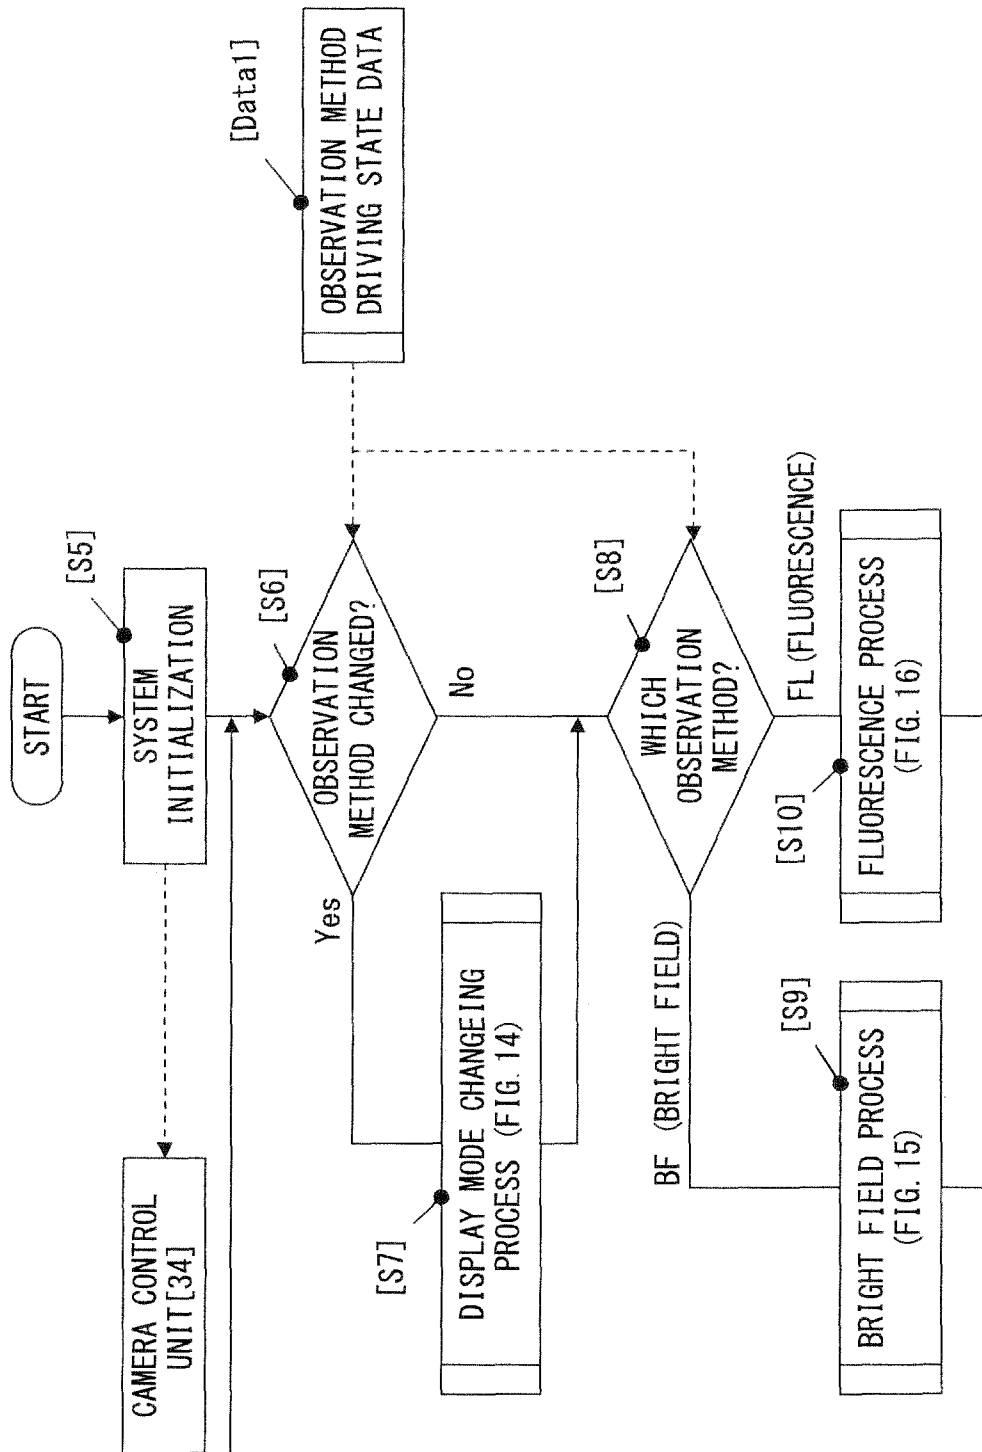 START
[S5]
SYSTEM
INITIALIZATION
CAMERA CONTROL
UNIT[34]
[S6]
OBSERVATION
METHOD CHANGED?
[Data1]
OBSERVATION METHOD
DRIVING STATE DATA
Yes
No
[S7]
DISPLAY MODE CHANGEING
PROCESS (FIG. 14)
[S8]
WHICH
OBSERVATION
METHOD?
BF (BRIGHT FIELD)
FL(FLUORESCENCE)
[S9]
BRIGHT FIELD PROCESS
(FIG. 15)
[S10]
FLUORESCENCE PROCESS
(FIG. 16)